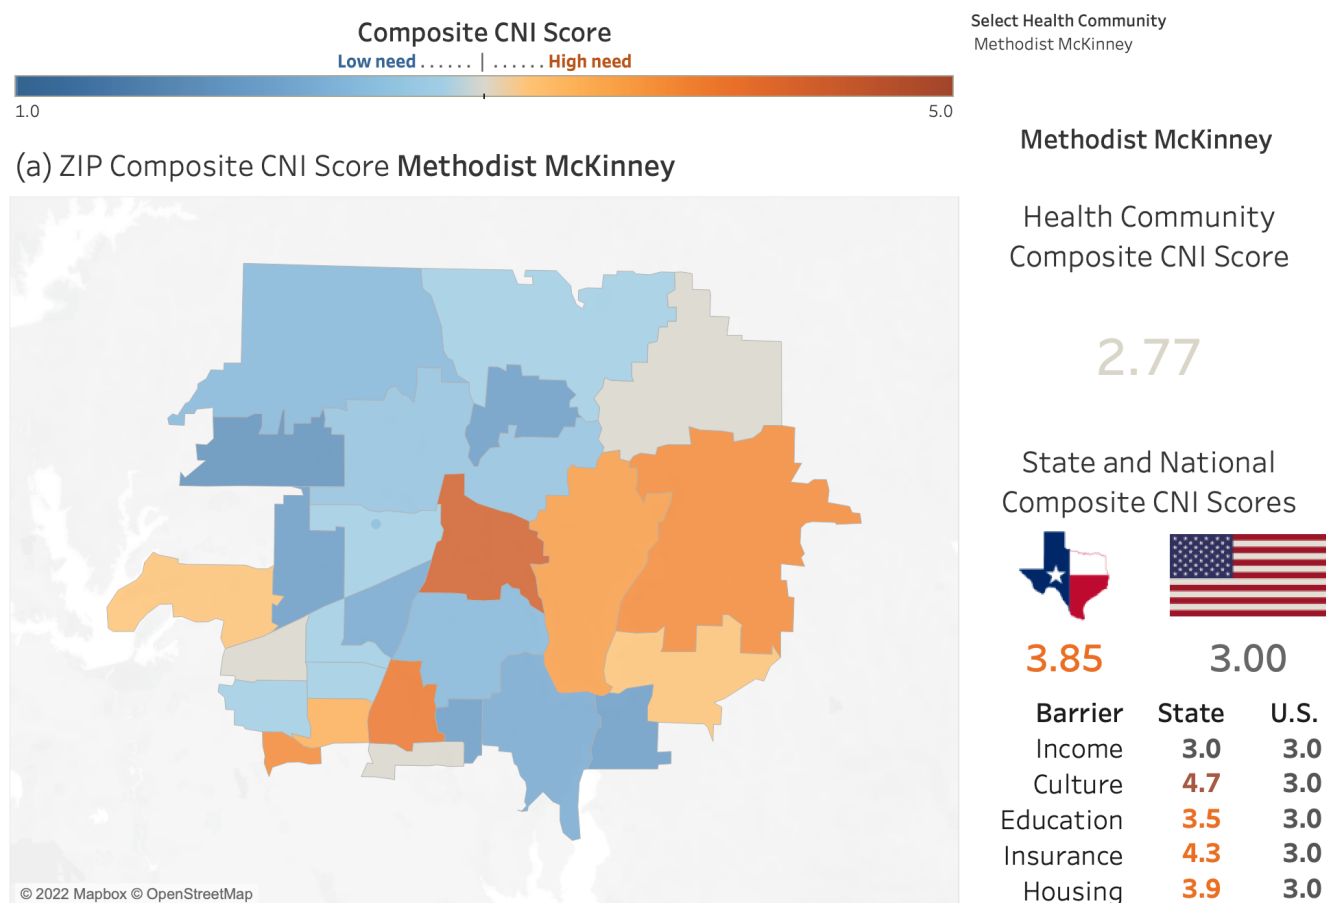 Composite CNI Score
Low need ...... | ...... High need
1.0 5.0
Select Health Community
Methodist McKinney
(a) ZIP Composite CNI Score Methodist McKinney
© 2022 Mapbox © OpenStreetMap
Methodist McKinney
Health Community
Composite CNI Score
2.77
State and National
Composite CNI Scores
3.85 3.00
Barrier State U.S.
Income 3.0 3.0
Culture 4.7 3.0
Education 3.5 3.0
Insurance 4.3 3.0
Housing 3.9 3.0